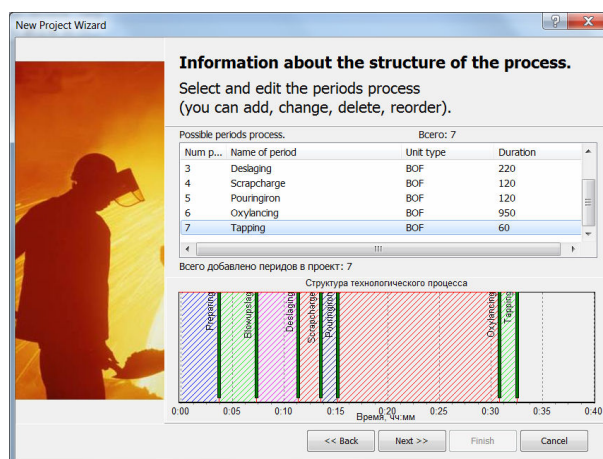 New Project Wizard
Information about the structure of the process.
Select and edit the periods process
(you can add, change, delete, reorder).
Possible periods process. Всего: 7
Num p... Name of period Unit type Duration
3 Deslaging BOF 220
4 Scrapcharge BOF 120
5 Pouringiron BOF 120
6 Oxylancing BOF 950
7 Tapping BOF 60
Всего добавлено перидов в проект: 7
Структура технологического процесса
Preparing
Blowupslag
Deslaging
Scrapcharge
Pouringiron
Oxylancing
Tapping
0:00 0:05 0:10 0:15 0:20 0:25 0:30 0:35 0:40
Время, чч:мм
<< Back Next >> Finish Cancel